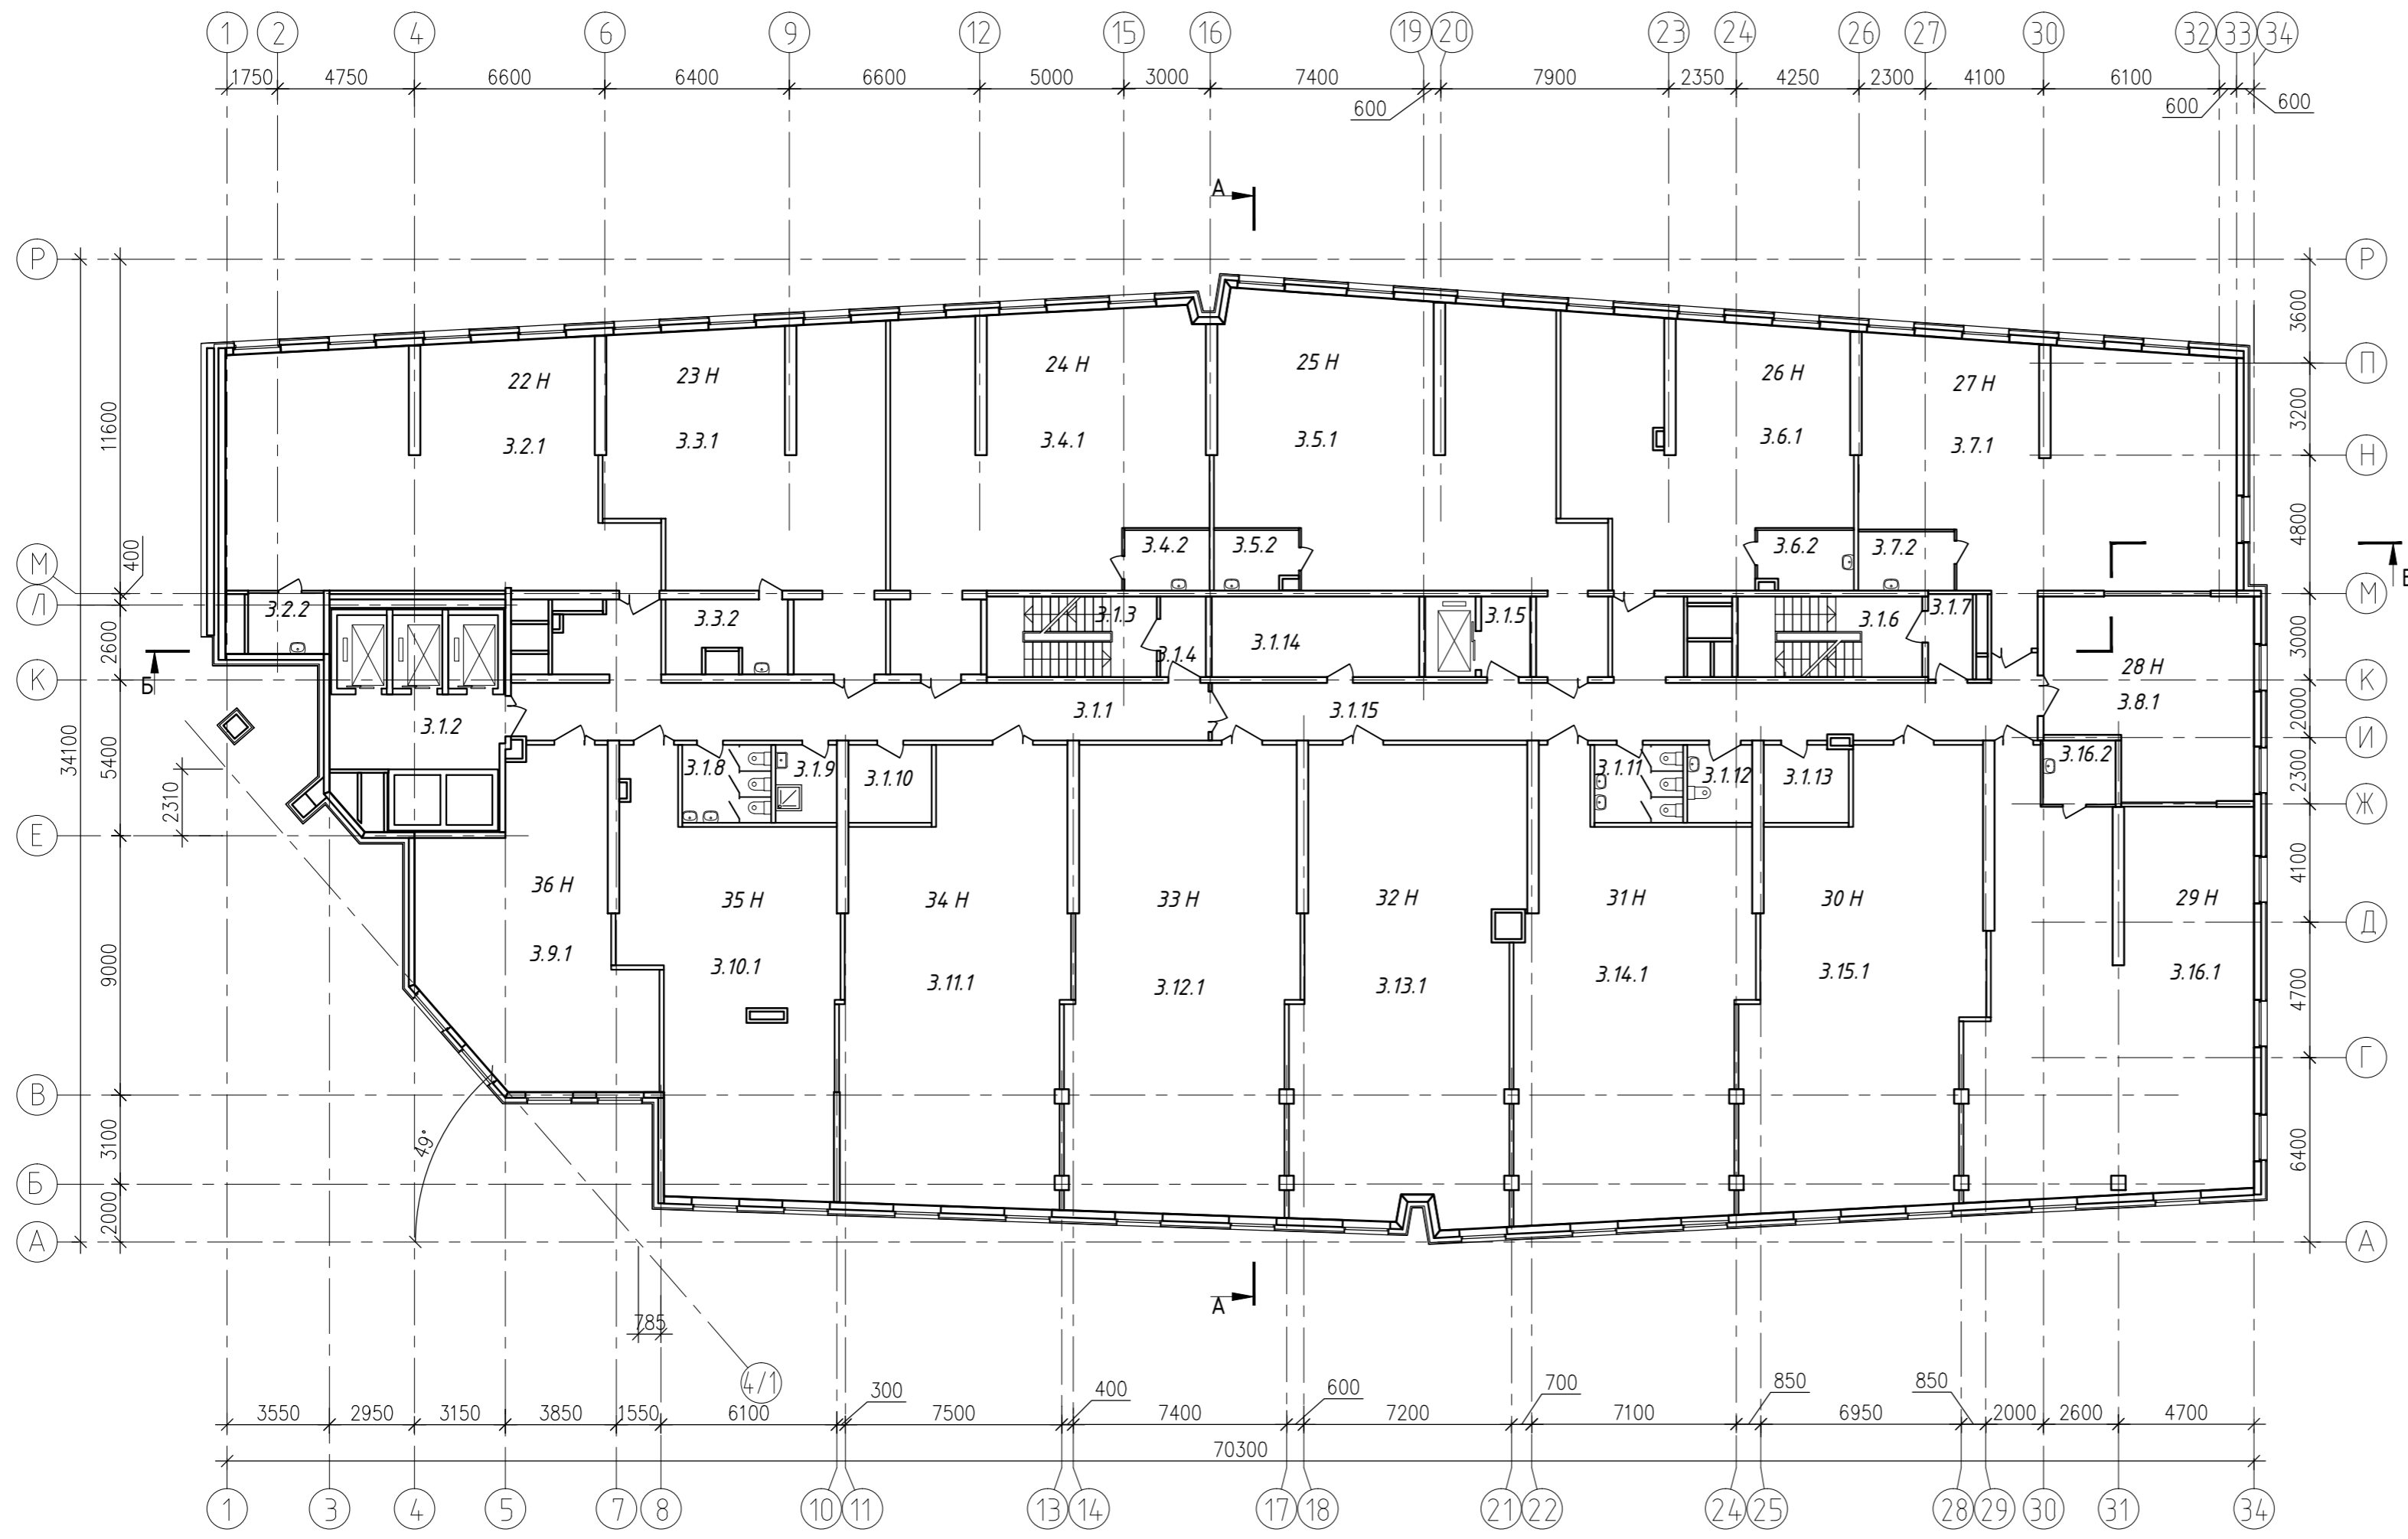 1 2 4 6 9 12 15 16 19 20 23 24 26 27 30 32 33 34
1750 4750 6600 6400 6600 5000 3000 7400 7900 2350 4250 2300 4100 6100
600 600 600
А
Р Р
3600
П
22 Н 23 Н 24 Н 25 Н 26 Н 27 Н
11600 3200
3.2.1 3.3.1 3.4.1 3.5.1 3.6.1 3.7.1
Н
4800
400
3.4.2 3.5.2 3.6.2 3.7.2
М М
Л
3.2.2 3.3.2 3.1.3 3.1.4 3.1.14 3.1.5 3.1.6 3.1.7
2600 3000
Б
28 Н
К К
3.1.2 3.1.1 3.1.15 3.8.1
2000
И
34100 5400 2310
3.1.8 3.1.9 3.1.10 3.1.11 3.1.12 3.1.13 3.16.2
2300
Ж
Е
4100
36 Н 35 Н 34 Н 33 Н 32 Н 31 Н 30 Н 29 Н
Д
9000
3.9.1 3.10.1 3.11.1 3.12.1 3.13.1 3.14.1 3.15.1 3.16.1
4700
Г
В
49°
3100 6400
Б
2000
А А
А
785
4/1
300 400 600 700 850 850
3550 2950 3150 3850 1550 6100 7500 7400 7200 7100 6950 2000 2600 4700
70300
1 3 4 5 7 8 10 11 13 14 17 18 21 22 24 25 28 29 30 31 34